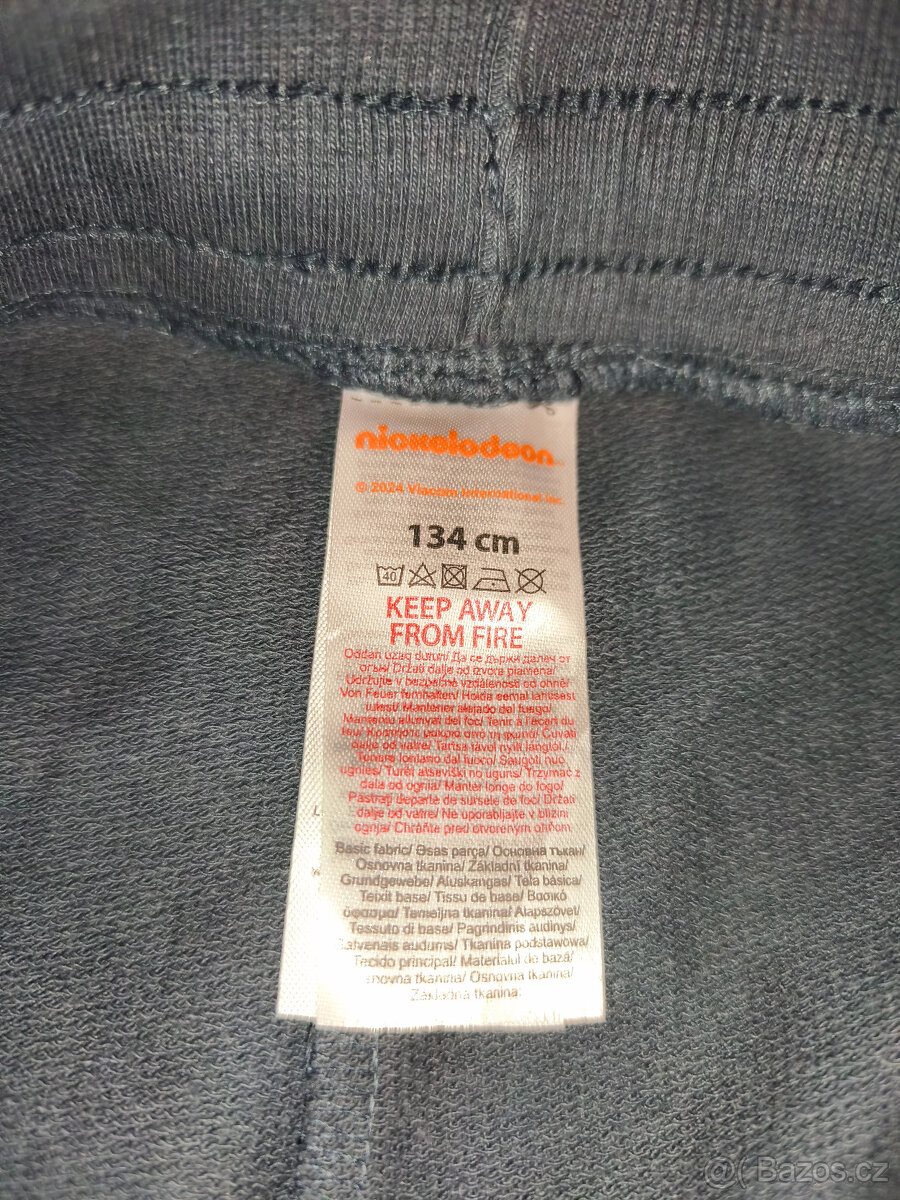 nickelodeon
© 2024 Viacom International Inc.
134 cm
40
KEEP AWAY
FROM FIRE
Oddan uzaq durun/ Да се държи далеч от
огън/ Držati dalje od izvora plamena/
Udržujte v bezpečné vzdálenosti od ohně/
Von Feuer fernhalten/ Hoida eemal lahtisest
tulest/ Mantener alejado del fuego/
Manteniu allunyat del foc/ Tenir à l'écart du
feu/ Κρατήστε μακριά από τη φωτιά/ Čuvati
dalje od vatre/ Tartsa távol nyílt lángtól./
Tenere lontano dal fuoco/ Saugoti nuo
ugnies/ Turēt atsevišķi no uguns/ Trzymać z
dala od ognia/ Manter longe do fogo/
Păstrați departe de sursele de foc/ Držati
dalje od vatre/ Ne uporabljajte v bližini
ognja/ Chráňte pred otvoreným ohňom
Basic fabric/ Əsas parça/ Основна тъкан/
Osnovna tkanina/ Základní tkanina/
Grundgewebe/ Aluskangas/ Tela básica/
Teixit base/ Tissu de base/ Βασικό
ύφασμα/ Temeljna tkanina/ Alapszövet/
Tessuto di base/ Pagrindinis audinys/
Latvenais audums/ Tkanina podstawowa/
Tecido principal/ Materialul de bază/
snovna tkanina/ Osnovna tkanina/
Základná tkanina
@ Bazos.cz